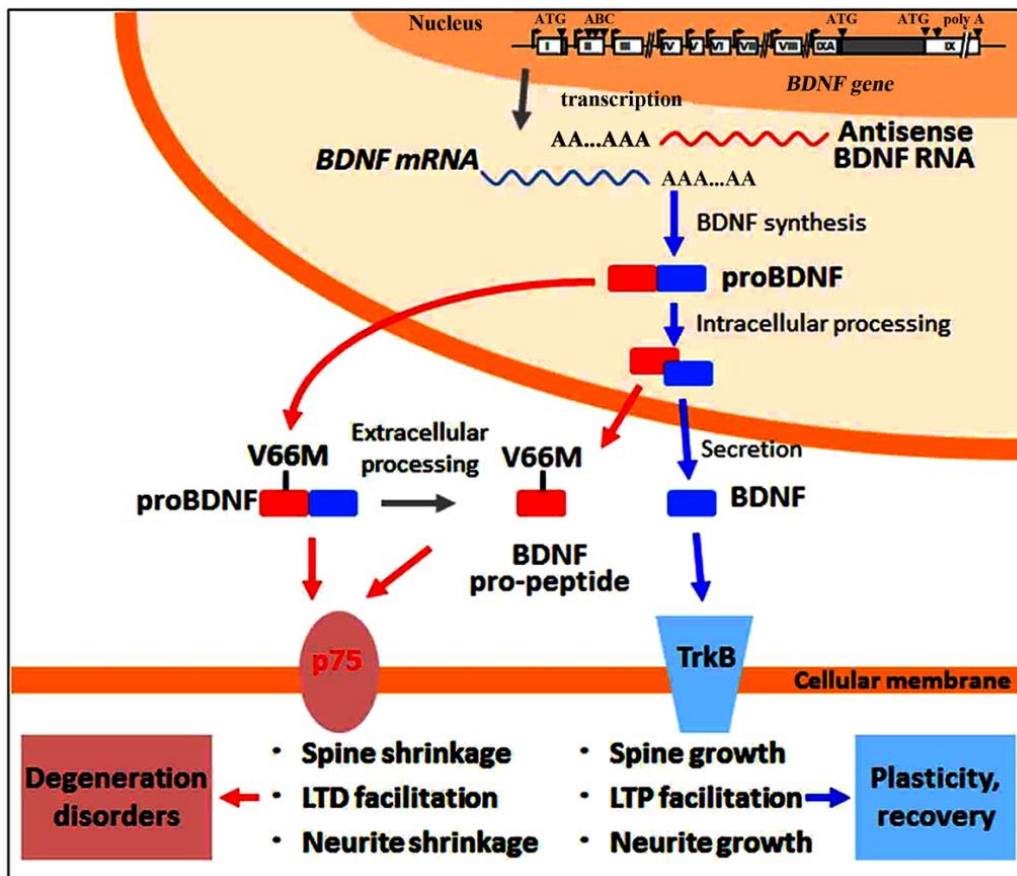 Nucleus
ATG
ABC
ATG
ATG
poly A
I
II
III
IV
V
VI
VII
VIII
IXA
IX
BDNF gene
transcription
AA...AAA
Antisense
BDNF RNA
BDNF mRNA
AAA...AA
BDNF synthesis
proBDNF
Intracellular processing
V66M
Extracellular
processing
V66M
Secretion
proBDNF
BDNF
BDNF
pro-peptide
p75
TrkB
Cellular membrane
Degeneration
disorders
· Spine shrinkage
· LTD facilitation
· Neurite shrinkage
· Spine growth
· LTP facilitation
· Neurite growth
Plasticity,
recovery